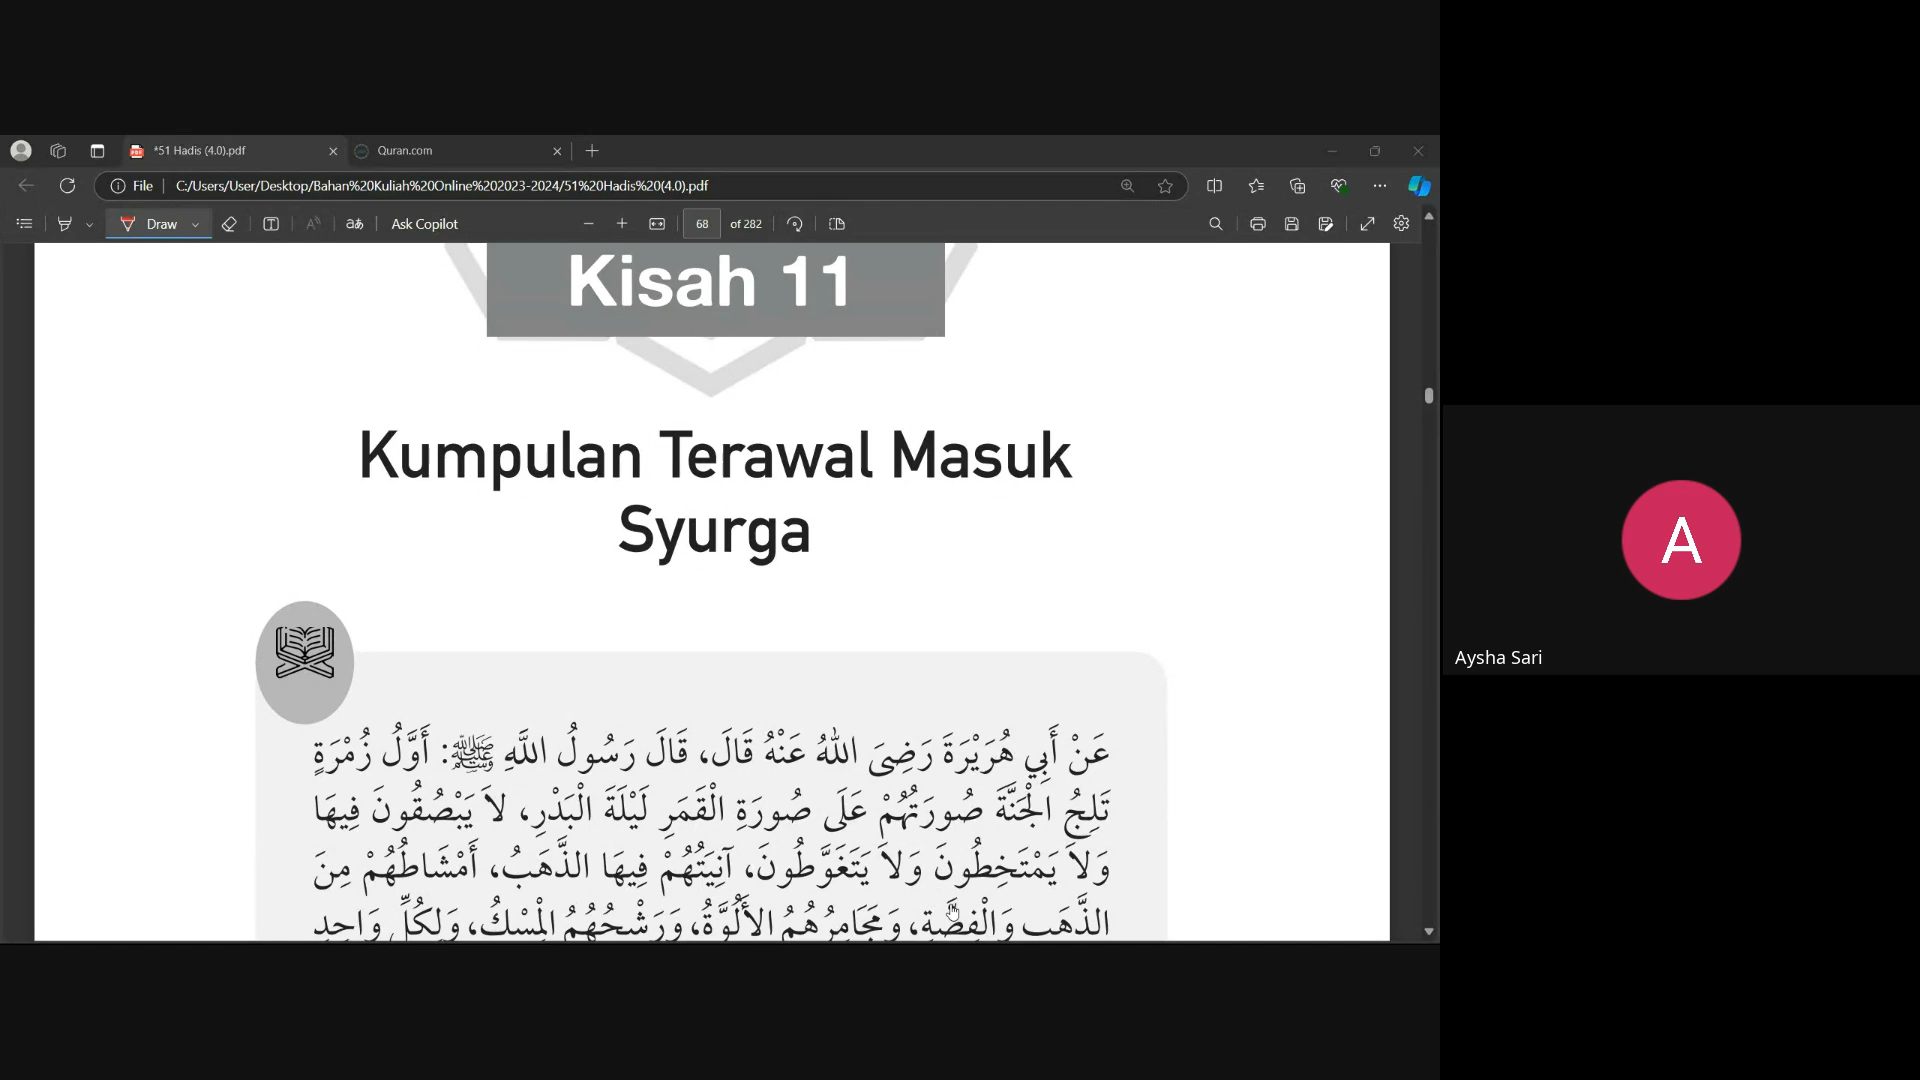 *51 Hadis (4.0).pdf
Quran.com
File
C:/Users/User/Desktop/Bahan%20Kuliah%20Online%202023-2024/51%20Hadis%20(4.0).pdf
Draw
aあ
Ask Copilot
68
of 282
Kisah 11
Kumpulan Terawal Masuk
Syurga
عَنْ أَبِي هُرَيْرَةَ رَضِىَ اللهُ عَنْهُ قَالَ، قَالَ رَسُولُ اللَّهِ ﷺ: أَوَّلُ زُمْرَةٍ
تَلِجُ الْجَنَّةَ صُورَتُهُمْ عَلَى صُورَةِ الْقَمَرِ لَيْلَةَ الْبَدْرِ، لاَ يَبْصُقُونَ فِيهَا
وَلاَ يَمْتَخِطُونَ وَلاَ يَتَغَوَّطُونَ، آنِيَتُهُمْ فِيهَا الذَّهَبُ، أَمْشَاطُهُمْ مِنَ
الذَّهَبِ وَالْفِضَّةِ، وَمَجَامِرُهُمُ الأَلُوَّةُ، وَرَشْحُهُمُ الْمِسْكُ، وَلِكُلِّ وَاحِدٍ
A
Aysha Sari